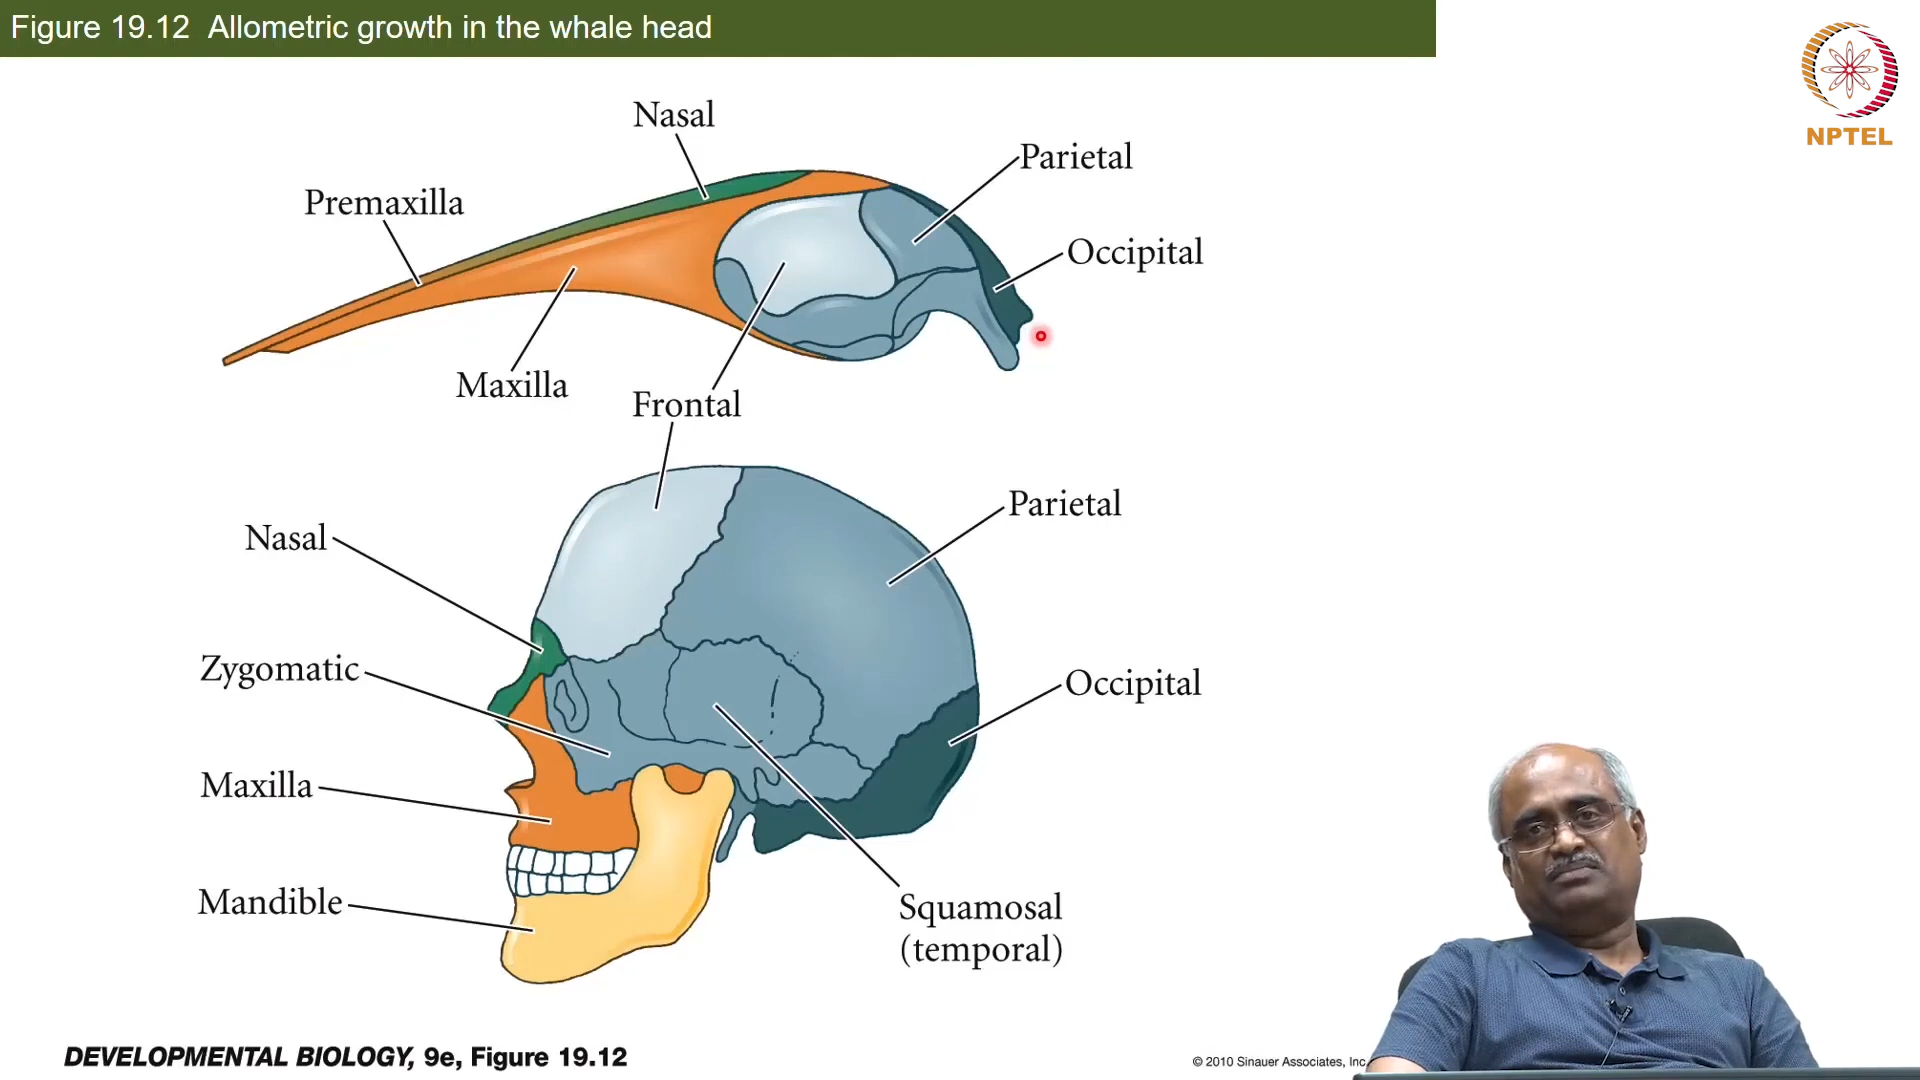 Figure 19.12 Allometric growth in the whale head
NPTEL
Nasal
Parietal
Premaxilla
Occipital
Maxilla
Frontal
Parietal
Nasal
Zygomatic
Occipital
Maxilla
Mandible
Squamosal
(temporal)
DEVELOPMENTAL BIOLOGY, 9e, Figure 19.12
© 2010 Sinauer Associates, Inc.